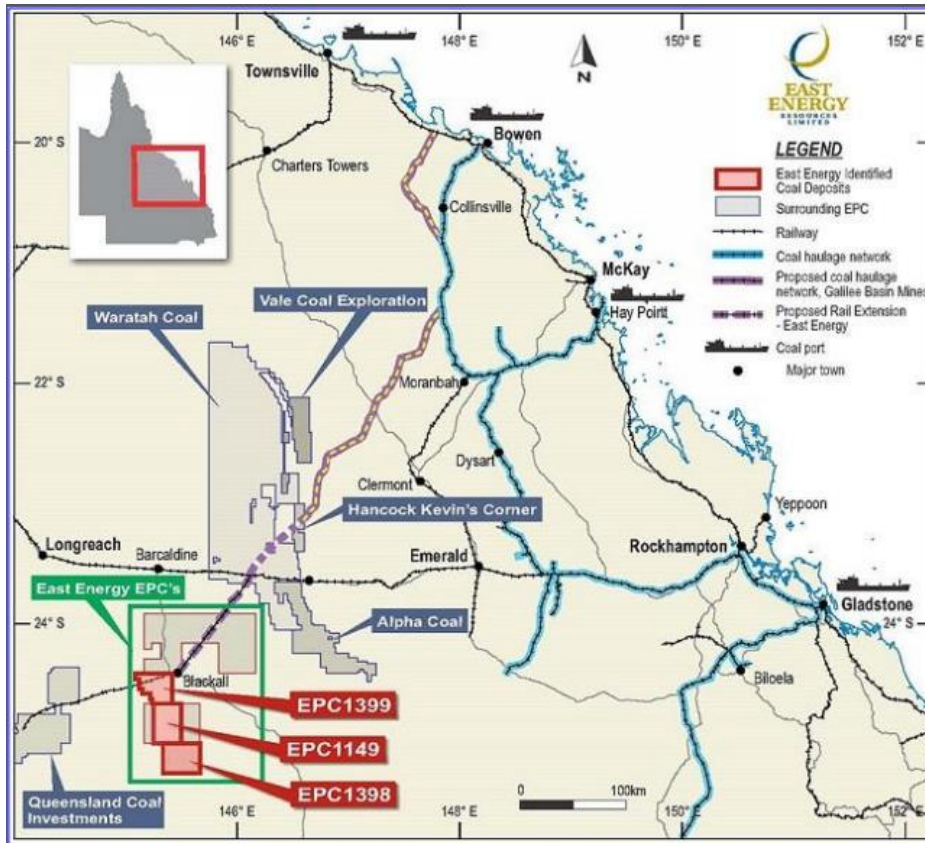 146° E
148° E
150° E
152° E
Townsville
N
EAST
ENERGY
RESOURCES
LIMITED
Bowen
20° S
Charters Towers
LEGEND
East Energy Identified
Coal Deposits
Surrounding EPC
Railway
Coal haulage network
Proposed coal haulage
network, Galilee Basin Mines
Proposed Rail Extension
- East Energy
Coal port
Major town
Collinsville
McKay
Hay Point
Vale Coal Exploration
Waratah Coal
22° S
Moranbah
Dysart
Clermont
Hancock Kevin's Corner
Yeppoon
Longreach
Barcaldine
Emerald
Rockhampton
East Energy EPC's
Gladstone
24° S
24° S
Alpha Coal
Blackall
Biloela
EPC1399
EPC1149
EPC1398
Queensland Coal
Investments
0
100km
146° E
148° E
150° E
152° E